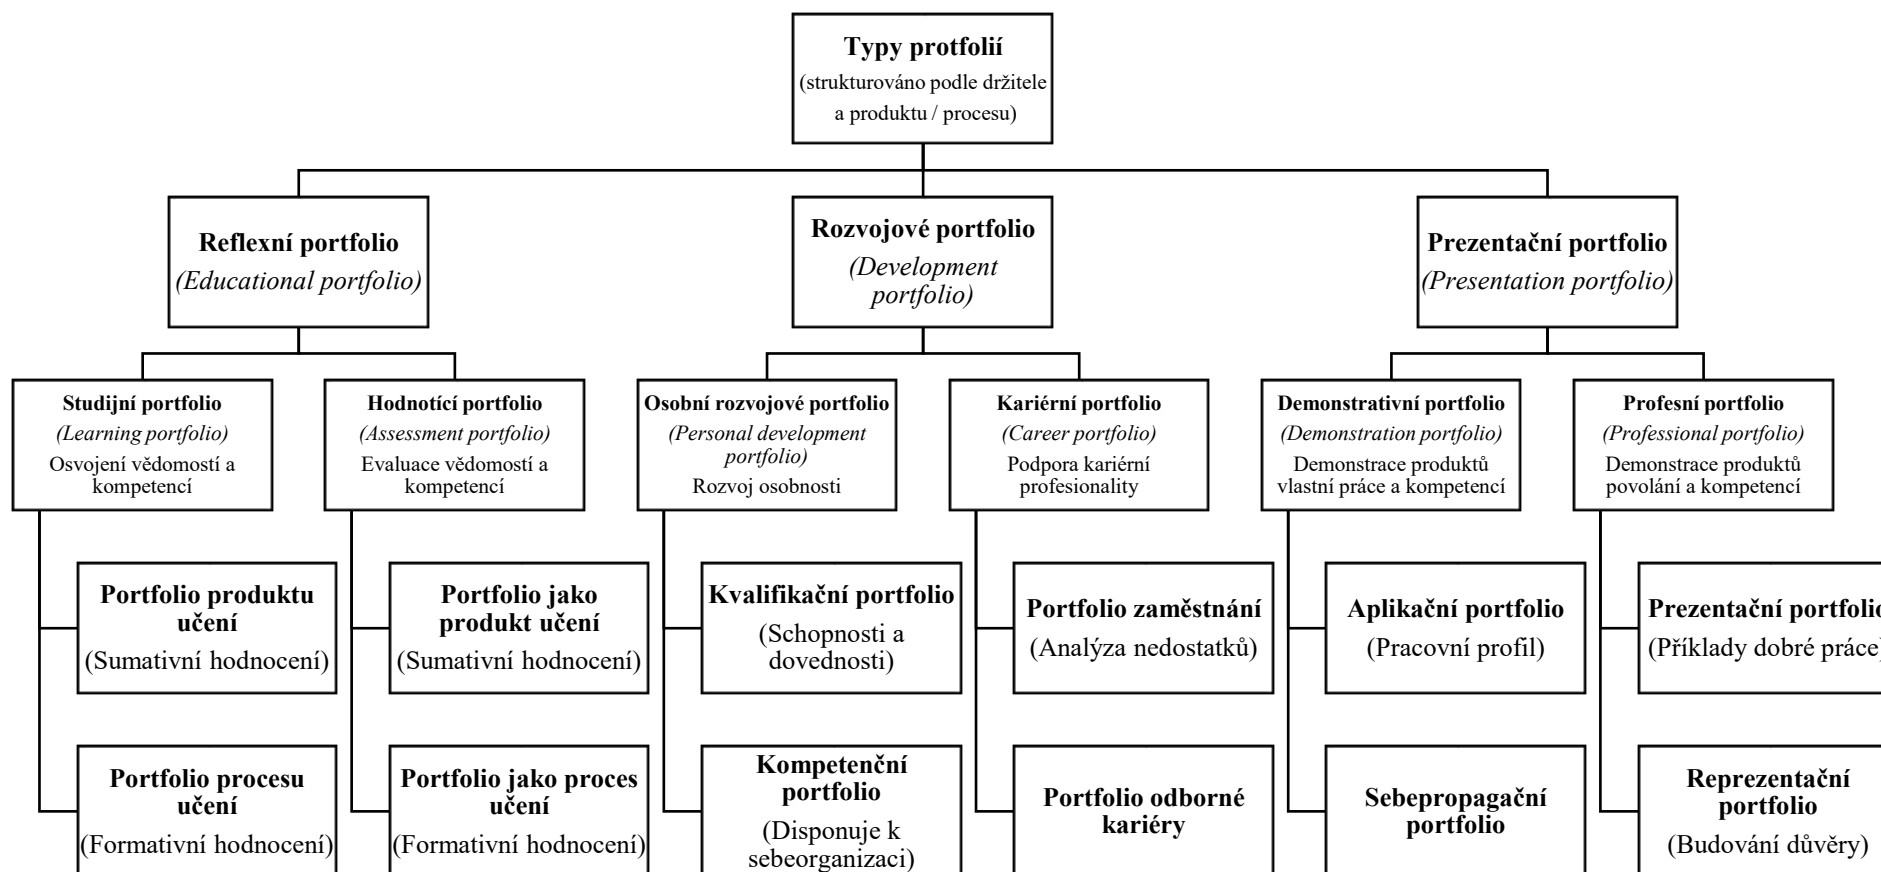 Typy protfolií
(strukturováno podle držitele
a produktu / procesu)
Reflexní portfolio
(Educational portfolio)
Rozvojové portfolio
(Development
portfolio)
Prezentační portfolio
(Presentation portfolio)
Studijní portfolio
(Learning portfolio)
Osvojení vědomostí a
kompetencí
Hodnotící portfolio
(Assessment portfolio)
Evaluace vědomostí a
kompetencí
Osobní rozvojové portfolio
(Personal development
portfolio)
Rozvoj osobnosti
Kariérní portfolio
(Career portfolio)
Podpora kariérní
profesionality
Demonstrativní portfolio
(Demonstration portfolio)
Demonstrace produktů
vlastní práce a kompetencí
Profesní portfolio
(Professional portfolio)
Demonstrace produktů
povolání a kompetencí
Portfolio produktu
učení
(Sumativní hodnocení)
Portfolio jako
produkt učení
(Sumativní hodnocení)
Kvalifikační portfolio
(Schopnosti a
dovednosti)
Portfolio zaměstnání
(Analýza nedostatků)
Aplikační portfolio
(Pracovní profil)
Prezentační portfolio
(Příklady dobré práce)
Portfolio procesu
učení
(Formativní hodnocení)
Portfolio jako proces
učení
(Formativní hodnocení)
Kompetenční
portfolio
(Disponuje k
sebeorganizaci)
Portfolio odborné
kariéry
Sebepropagační
portfolio
Reprezentační
portfolio
(Budování důvěry)